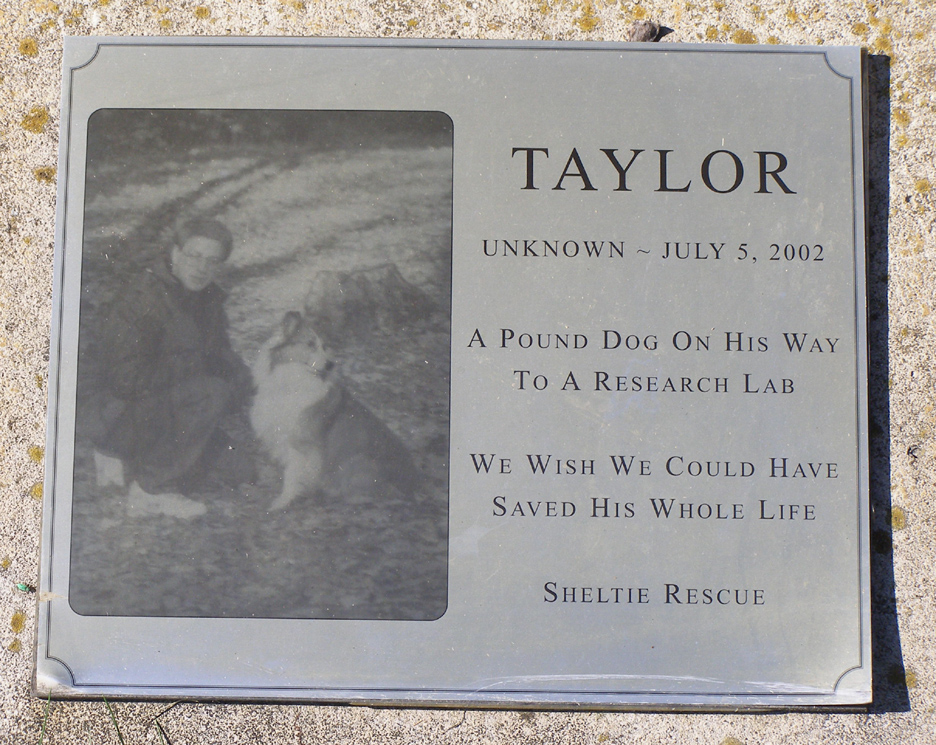 TAYLOR
UNKNOWN ~ JULY 5, 2002
A POUND DOG ON HIS WAY
TO A RESEARCH LAB
WE WISH WE COULD HAVE
SAVED HIS WHOLE LIFE
SHELTIE RESCUE